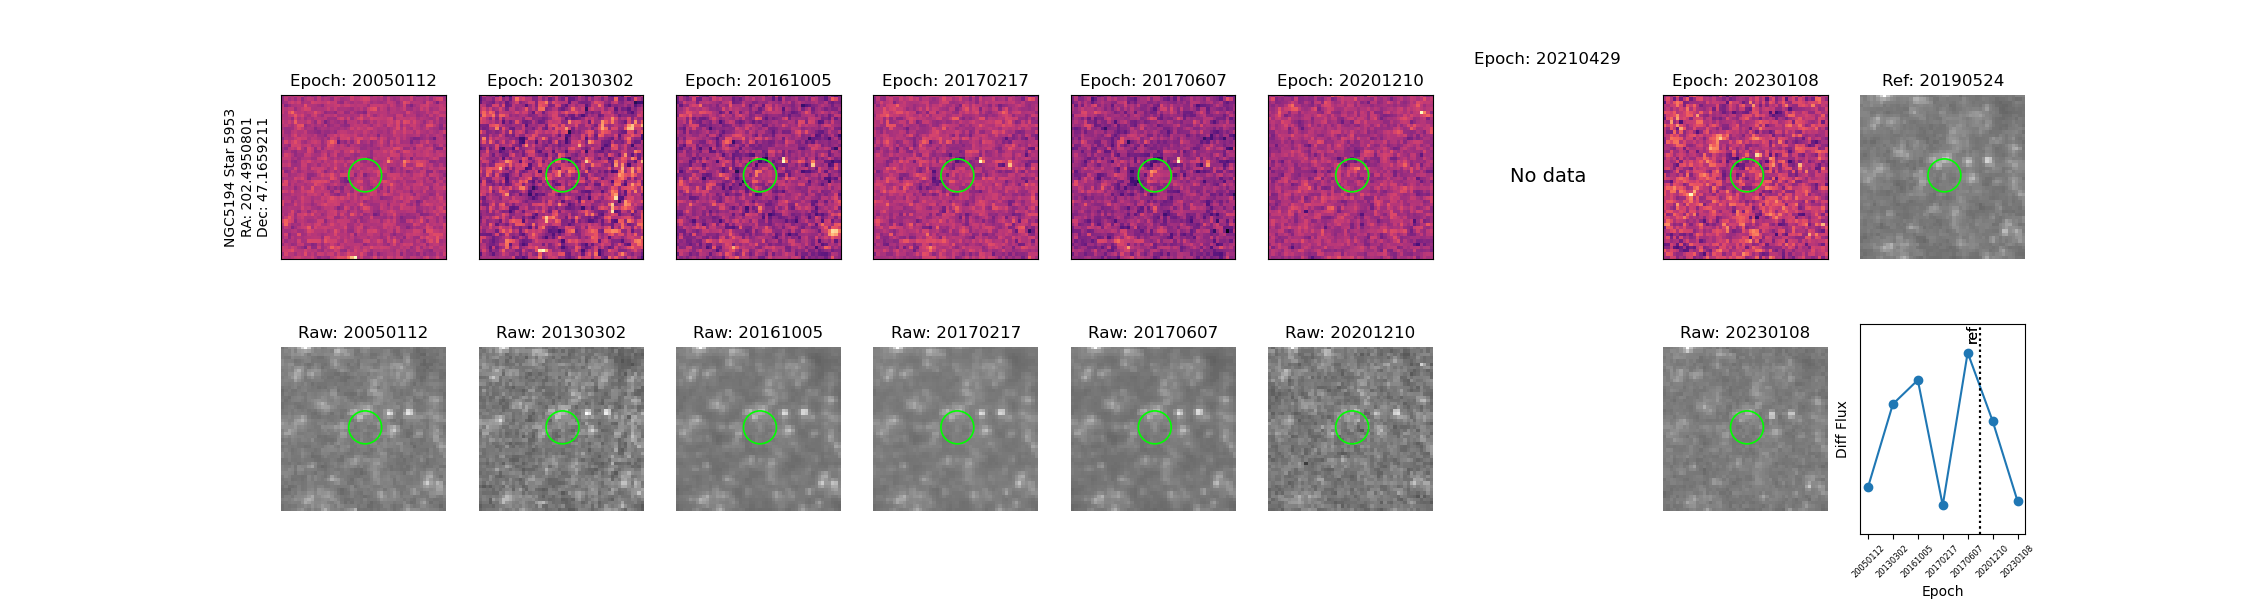 Epoch: 20050112
Epoch: 20130302
Epoch: 20161005
Epoch: 20170217
Epoch: 20170607
Epoch: 20201210
Epoch: 20210429
Epoch: 20230108
Ref: 20190524
NGC5194 Star 5953
RA: 202.4950801
Dec: 47.1659211
No data
Raw: 20050112
Raw: 20130302
Raw: 20161005
Raw: 20170217
Raw: 20170607
Raw: 20201210
Raw: 20230108
ref
Diff Flux
20050112
20130302
20161005
20170217
20170607
20201210
20230108
Epoch